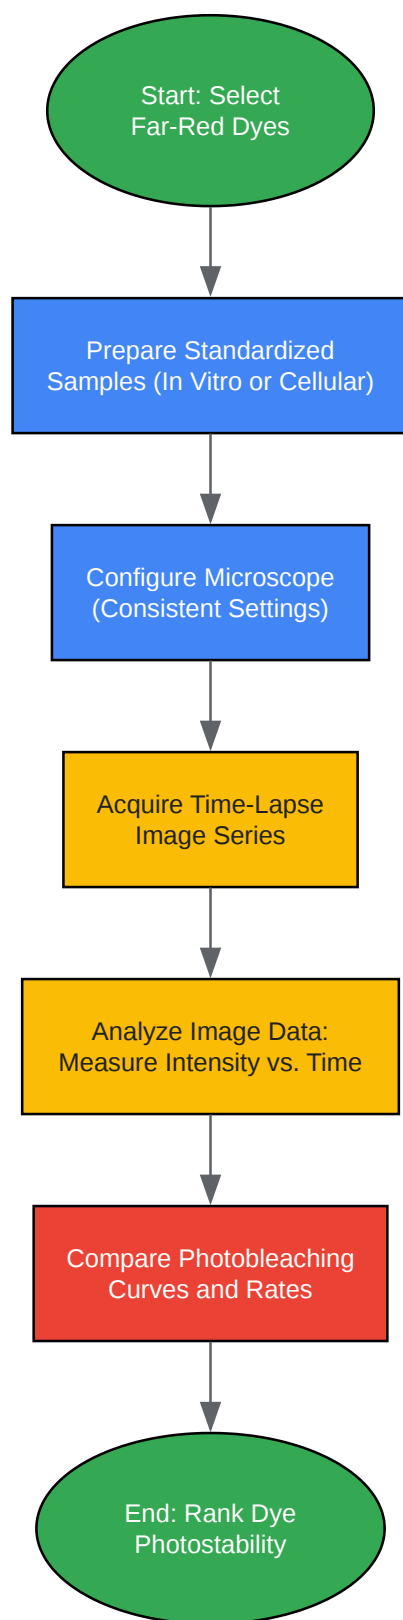 Start: Select
Far-Red Dyes
Prepare Standardized
Samples (In Vitro or Cellular)
Configure Microscope
(Consistent Settings)
Acquire Time-Lapse
Image Series
Analyze Image Data:
Measure Intensity vs. Time
Compare Photobleaching
Curves and Rates
End: Rank Dye
Photostability